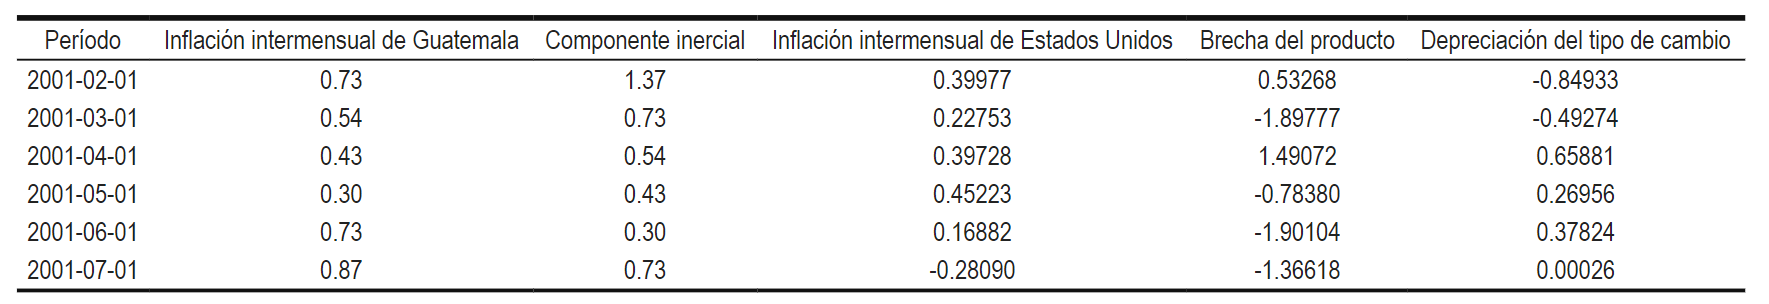 Período Inflación intermensual de Guatemala Componente inercial Inflación intermensual de Estados Unidos Brecha del producto Depreciación del tipo de cambio
2001-02-01 0.73 1.37 0.39977 0.53268 -0.84933
2001-03-01 0.54 0.73 0.22753 -1.89777 -0.49274
2001-04-01 0.43 0.54 0.39728 1.49072 0.65881
2001-05-01 0.30 0.43 0.45223 -0.78380 0.26956
2001-06-01 0.73 0.30 0.16882 -1.90104 0.37824
2001-07-01 0.87 0.73 -0.28090 -1.36618 0.00026